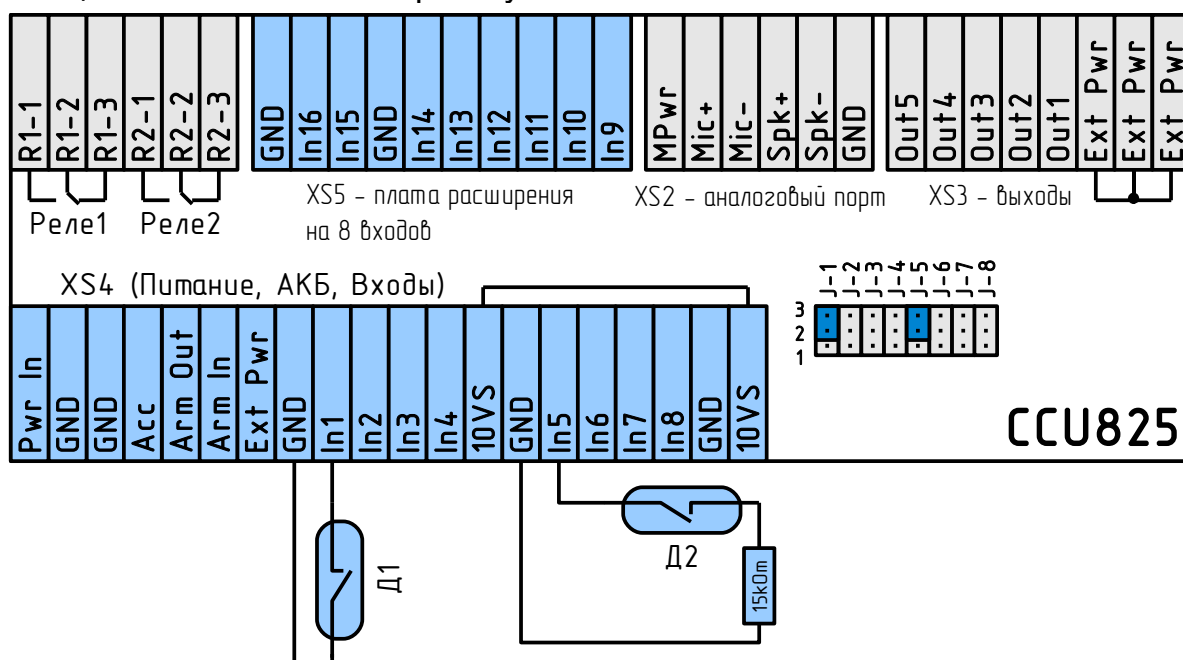 R1-1 R1-2 R1-3 R2-1 R2-2 R2-3 GND In16 In15 GND In14 In13 In12 In11 In10 In9 MPwr Mic+ Mic- Spk+ Spk- GND Out5 Out4 Out3 Out2 Out1 Ext Pwr Ext Pwr Ext Pwr
Реле1 Реле2
XS5 - плата расширения
на 8 входов
XS2 - аналоговый порт
XS3 - выходы
XS4 (Питание, АКБ, Входы)
J-1 J-2 J-3 J-4 J-5 J-6 J-7 J-8
3
2
1
Pwr In GND GND Acc Arm Out Arm In Ext Pwr GND In1 In2 In3 In4 10VS GND In5 In6 In7 In8 GND 10VS
CCU825
Д1
Д2
15kOm